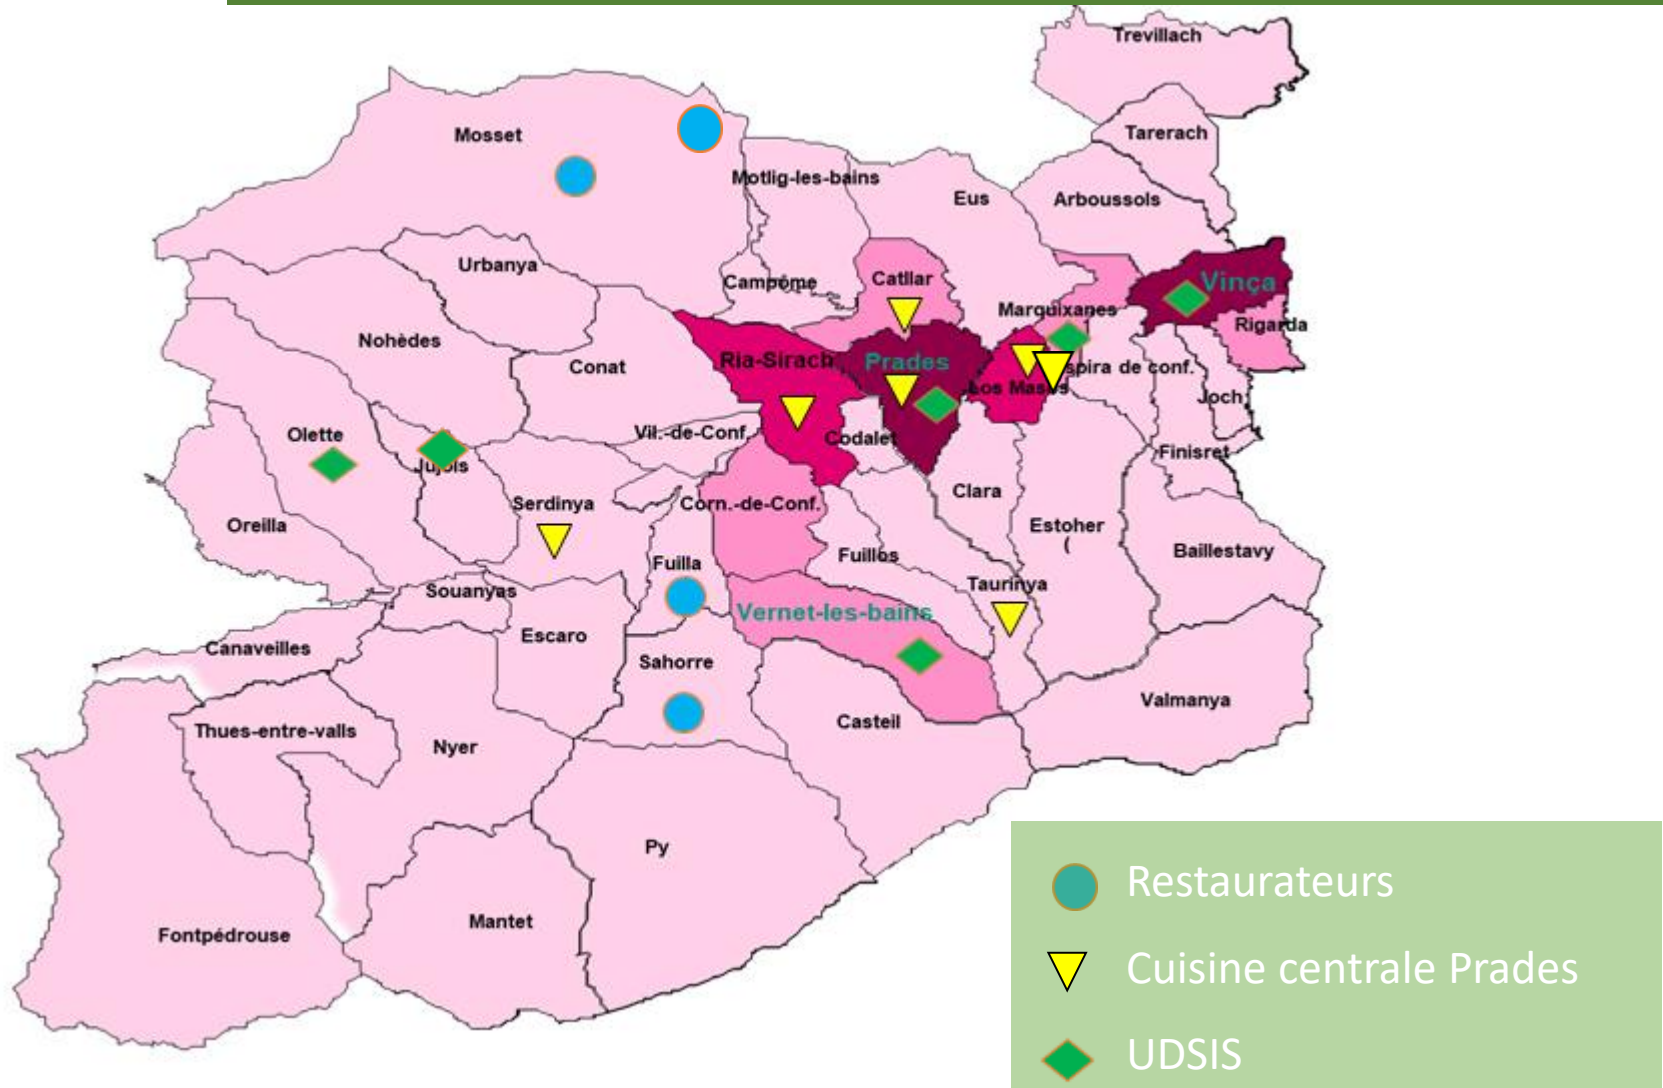 Trevillach
Tarerach
Mosset
Motlig-les-bains
Eus
Arboussols
Urbanya
Campôme
Catllar
Vinça
Marquixanes
Rigarda
Nohèdes
Conat
Ria-Sirach
Prades
spira de conf.
Los Masos
Joch
Olette
Jujols
Vil.-de-Conf.
Codalet
Finisret
Serdinya
Corn.-de-Conf.
Clara
Oreilla
Estoher
(
Baillestavy
Fuilla
Fuillos
Taurinya
Souanyas
Vernet-les-bains
Escaro
Canaveilles
Sahorre
Valmanya
Casteil
Thues-entre-valls
Nyer
Py
Mantet
Fontpédrouse
Restaurateurs
Cuisine centrale Prades
UDSIS